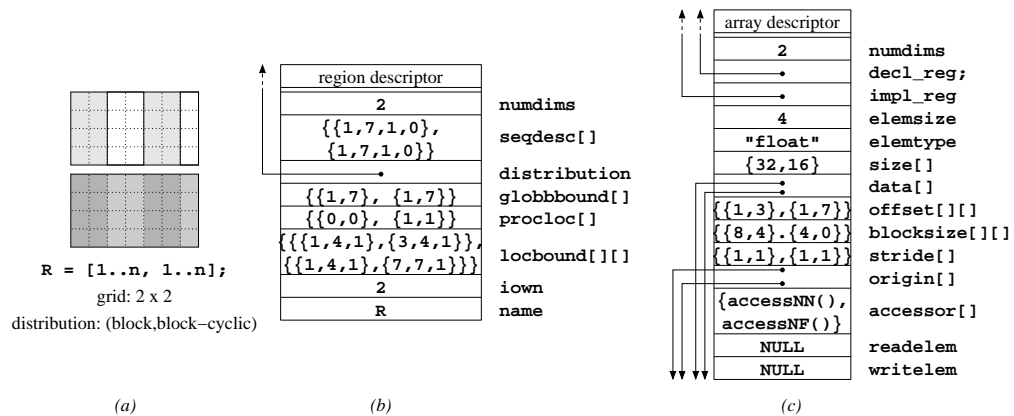 R = [1..n, 1..n];
grid: 2 x 2
distribution: (block,block−cyclic)
(a)
region descriptor
2 numdims
{{1,7,1,0},
{1,7,1,0}} seqdesc[]
distribution
{{1,7}, {1,7}} globbbound[]
{{0,0}, {1,1}} procloc[]
{{{1,4,1},{3,4,1}},
{{1,4,1},{7,7,1}}} locbound[][]
2 iown
R name
(b)
array descriptor
2 numdims
decl_reg;
impl_reg
4 elemsize
"float" elemtype
{32,16} size[]
data[]
{{1,3},{1,7}} offset[][]
{{8,4}.{4,0}} blocksize[][]
{{1,1},{1,1}} stride[]
origin[]
{accessNN(),
accessNF()} accessor[]
NULL readelem
NULL writelem
(c)